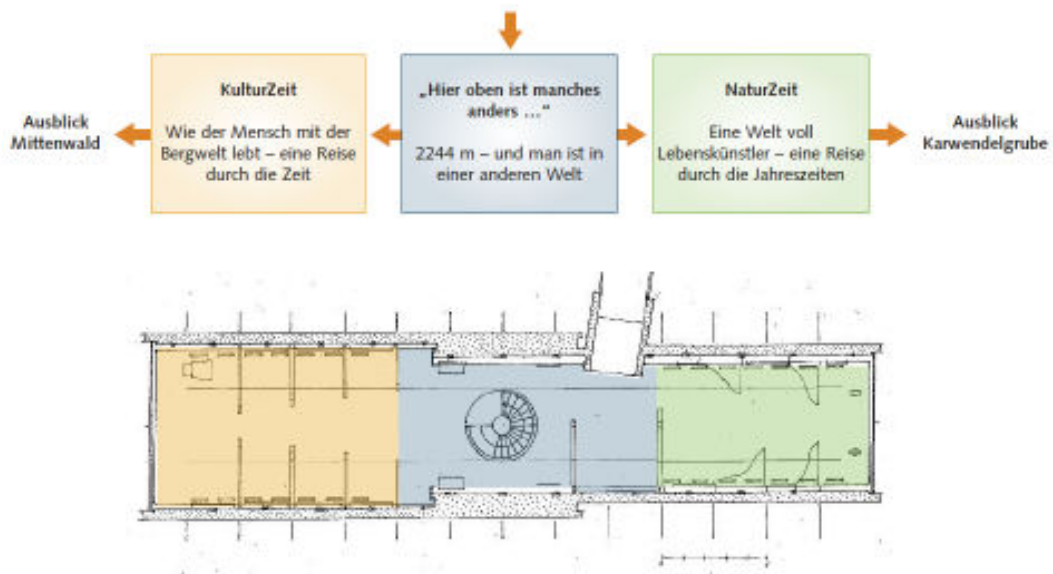 Ausblick
Mittenwald
KulturZeit
Wie der Mensch mit der
Bergwelt lebt – eine Reise
durch die Zeit
„Hier oben ist manches
anders ..."
2244 m – und man ist in
einer anderen Welt
NaturZeit
Eine Welt voll
Lebenskünstler – eine Reise
durch die Jahreszeiten
Ausblick
Karwendelgrube